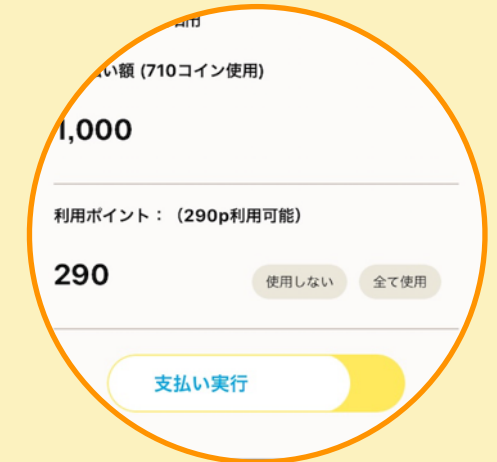 い額 (710コイン使用)
1,000
利用ポイント：（290p利用可能）
290
使用しない 全て使用
支払い実行